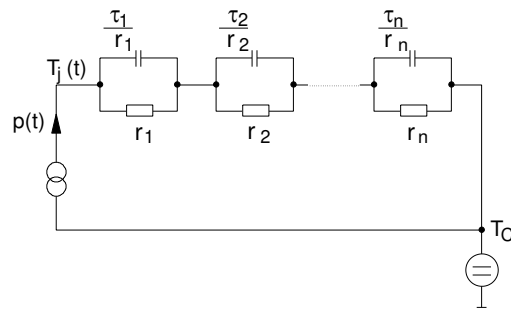 τ1/r1 τ2/r2 τn/rn
Tj (t)
p(t)
r1 r2 rn
TC